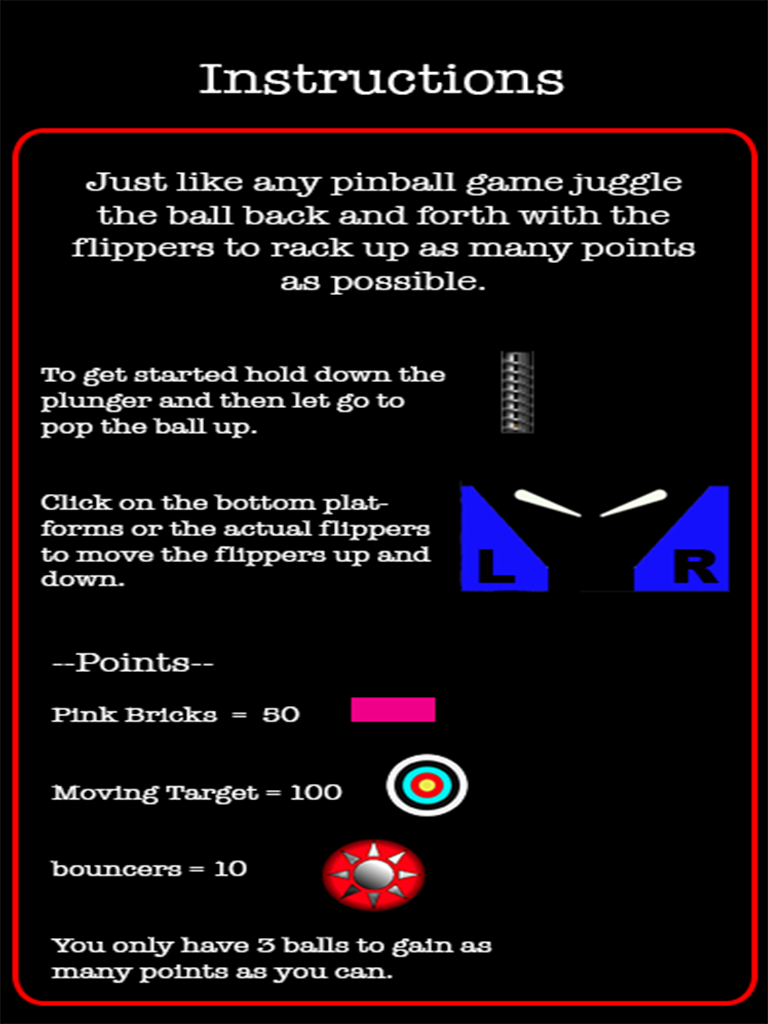 Instructions
Just like any pinball game juggle
the ball back and forth with the
flippers to rack up as many points
as possible.
To get started hold down the
plunger and then let go to
pop the ball up.
Click on the bottom plat-
forms or the actual flippers
to move the flippers up and
down.
L R
--Points--
Pink Bricks = 50
Moving Target = 100
bouncers = 10
You only have 3 balls to gain as
many points as you can.